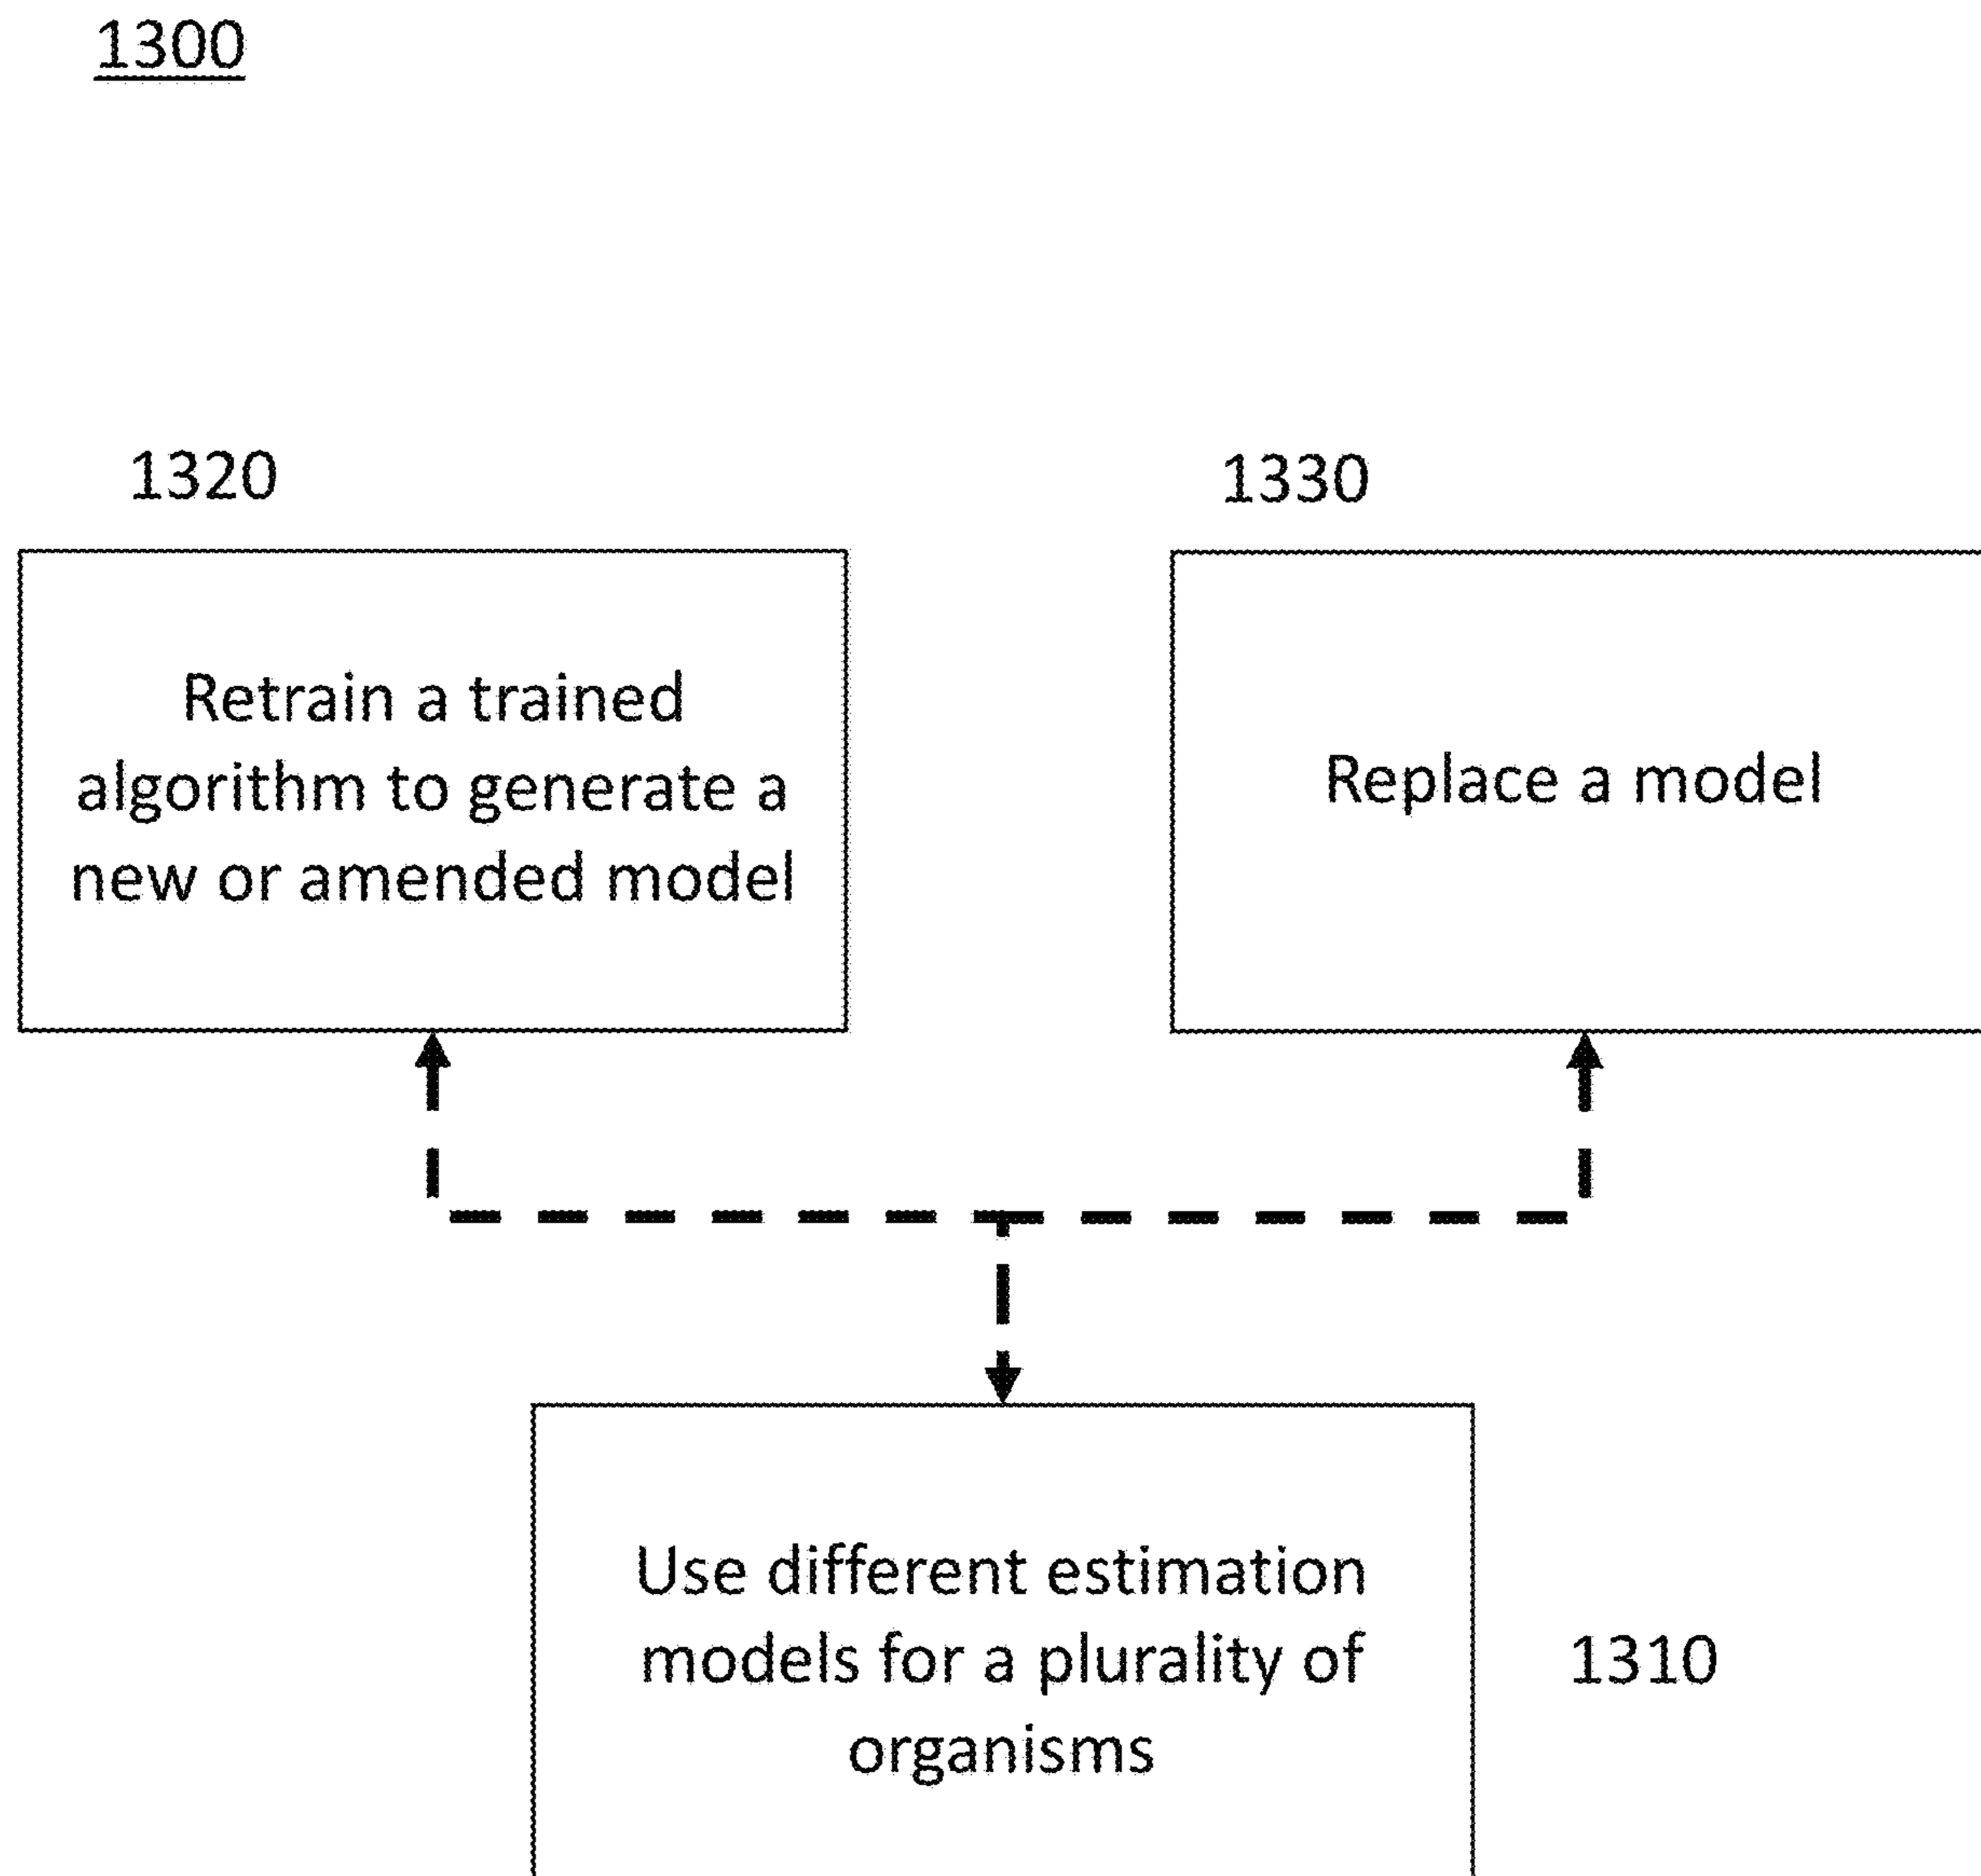 1300
1320
Retrain a trained
algorithm to generate a
new or amended model
1330
Replace a model
Use different estimation
models for a plurality of
organisms
1310